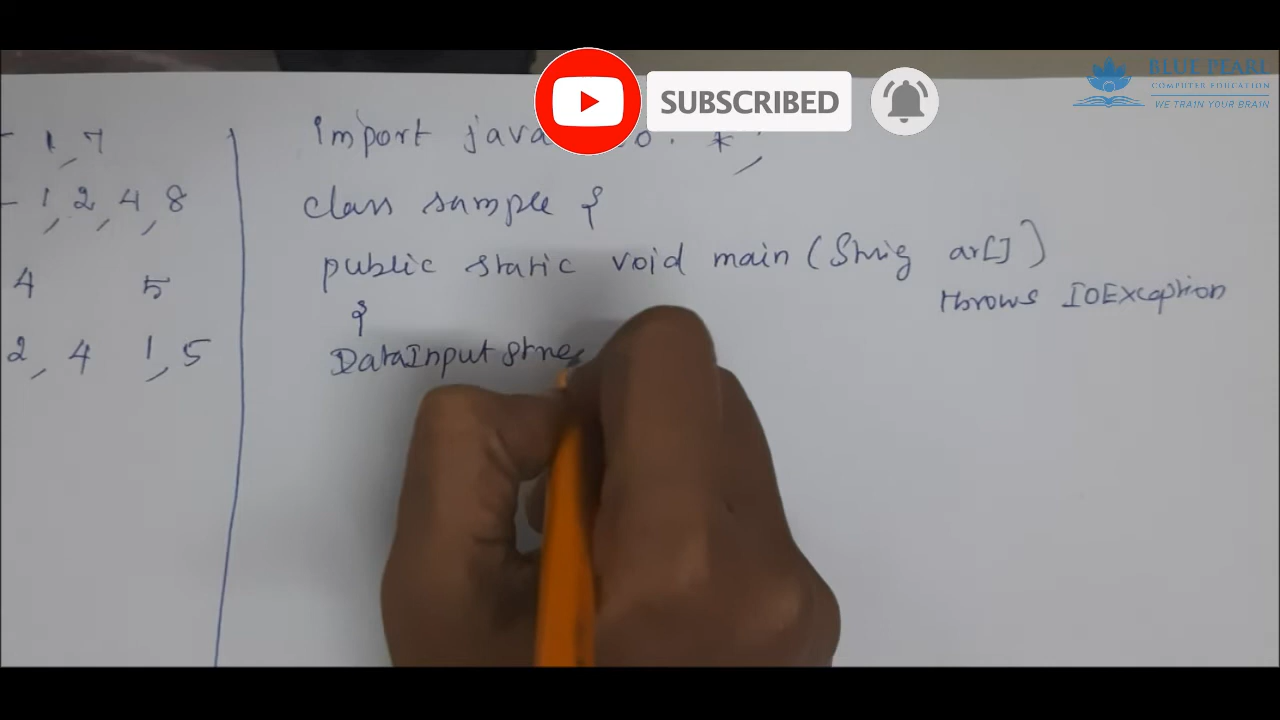 SUBSCRIBED
BLUE PEARL
COMPUTER EDUCATION
WE TRAIN YOUR BRAIN
1, 7
1, 2, 4, 8
4 5
2, 4 1, 5
import java *;
class sample {
public static void main (String ar[])
throws IOException
{
DataInput